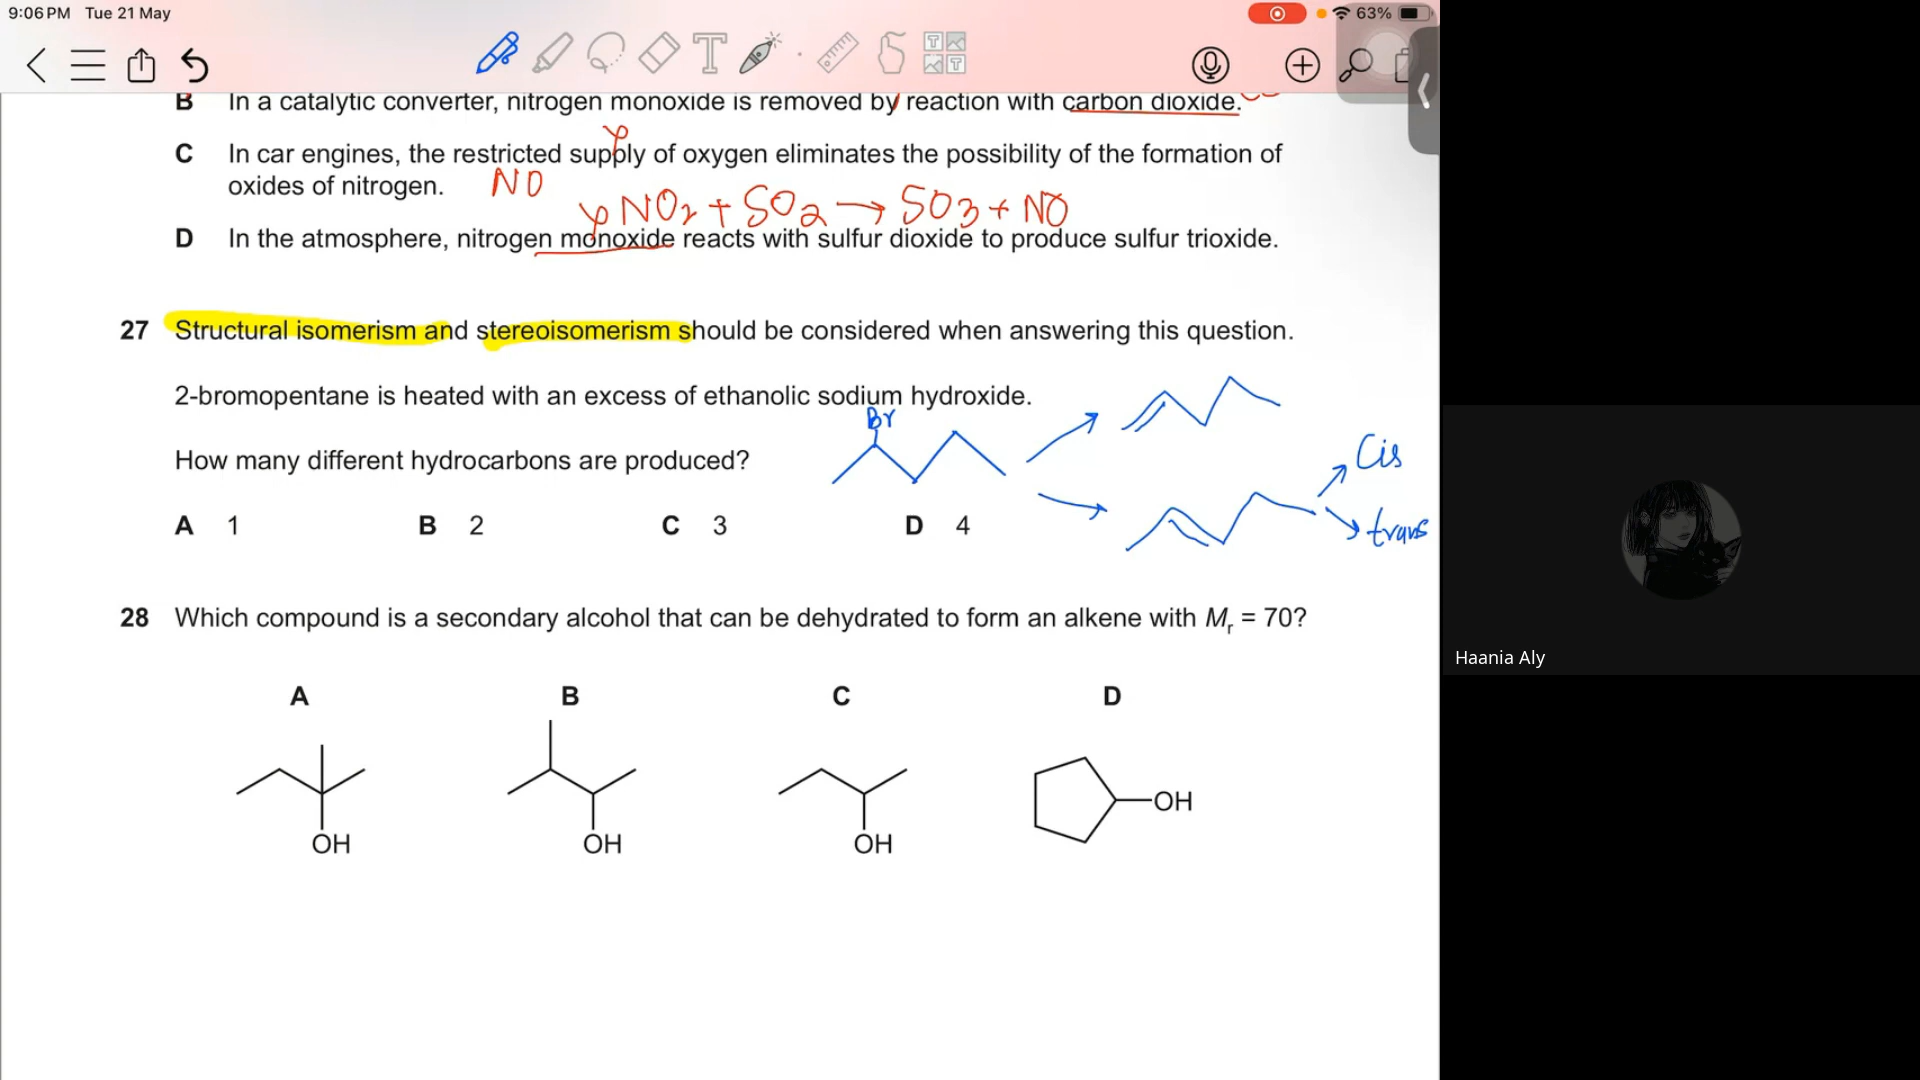 9:06 PM Tue 21 May
63%
B In a catalytic converter, nitrogen monoxide is removed by reaction with carbon dioxide.
C In car engines, the restricted supply of oxygen eliminates the possibility of the formation of
oxides of nitrogen.
NO
NO2 + SO2 → SO3 + NO
D In the atmosphere, nitrogen monoxide reacts with sulfur dioxide to produce sulfur trioxide.
27 Structural isomerism and stereoisomerism should be considered when answering this question.
2-bromopentane is heated with an excess of ethanolic sodium hydroxide.
Br
How many different hydrocarbons are produced?
Cis
trans
A 1 B 2 C 3 D 4
28 Which compound is a secondary alcohol that can be dehydrated to form an alkene with Mr = 70?
A B C D
OH OH OH OH
Haania Aly